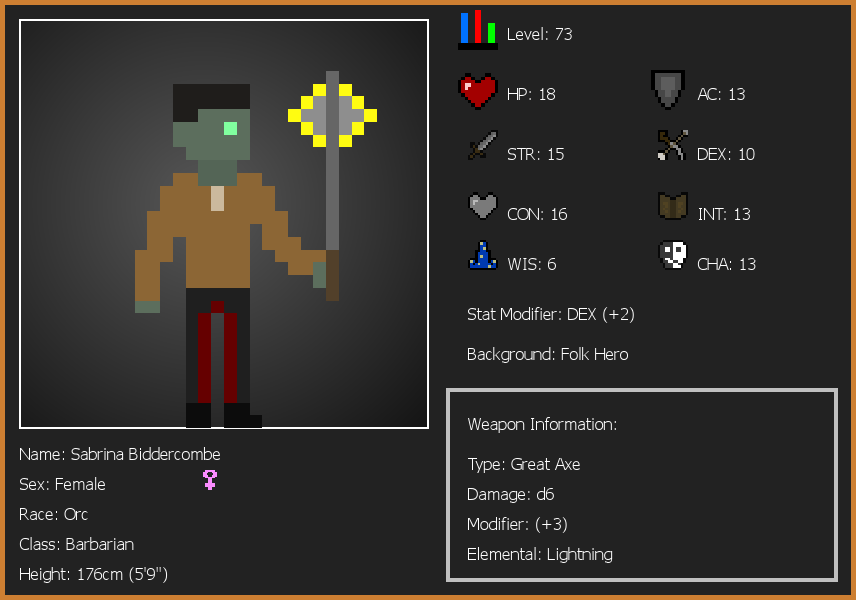 Level: 73
HP: 18
AC: 13
STR: 15
DEX: 10
CON: 16
INT: 13
WIS: 6
CHA: 13
Stat Modifier: DEX (+2)
Background: Folk Hero
Weapon Information:
Type: Great Axe
Damage: d6
Modifier: (+3)
Elemental: Lightning
Name: Sabrina Biddercombe
Sex: Female
Race: Orc
Class: Barbarian
Height: 176cm (5'9")